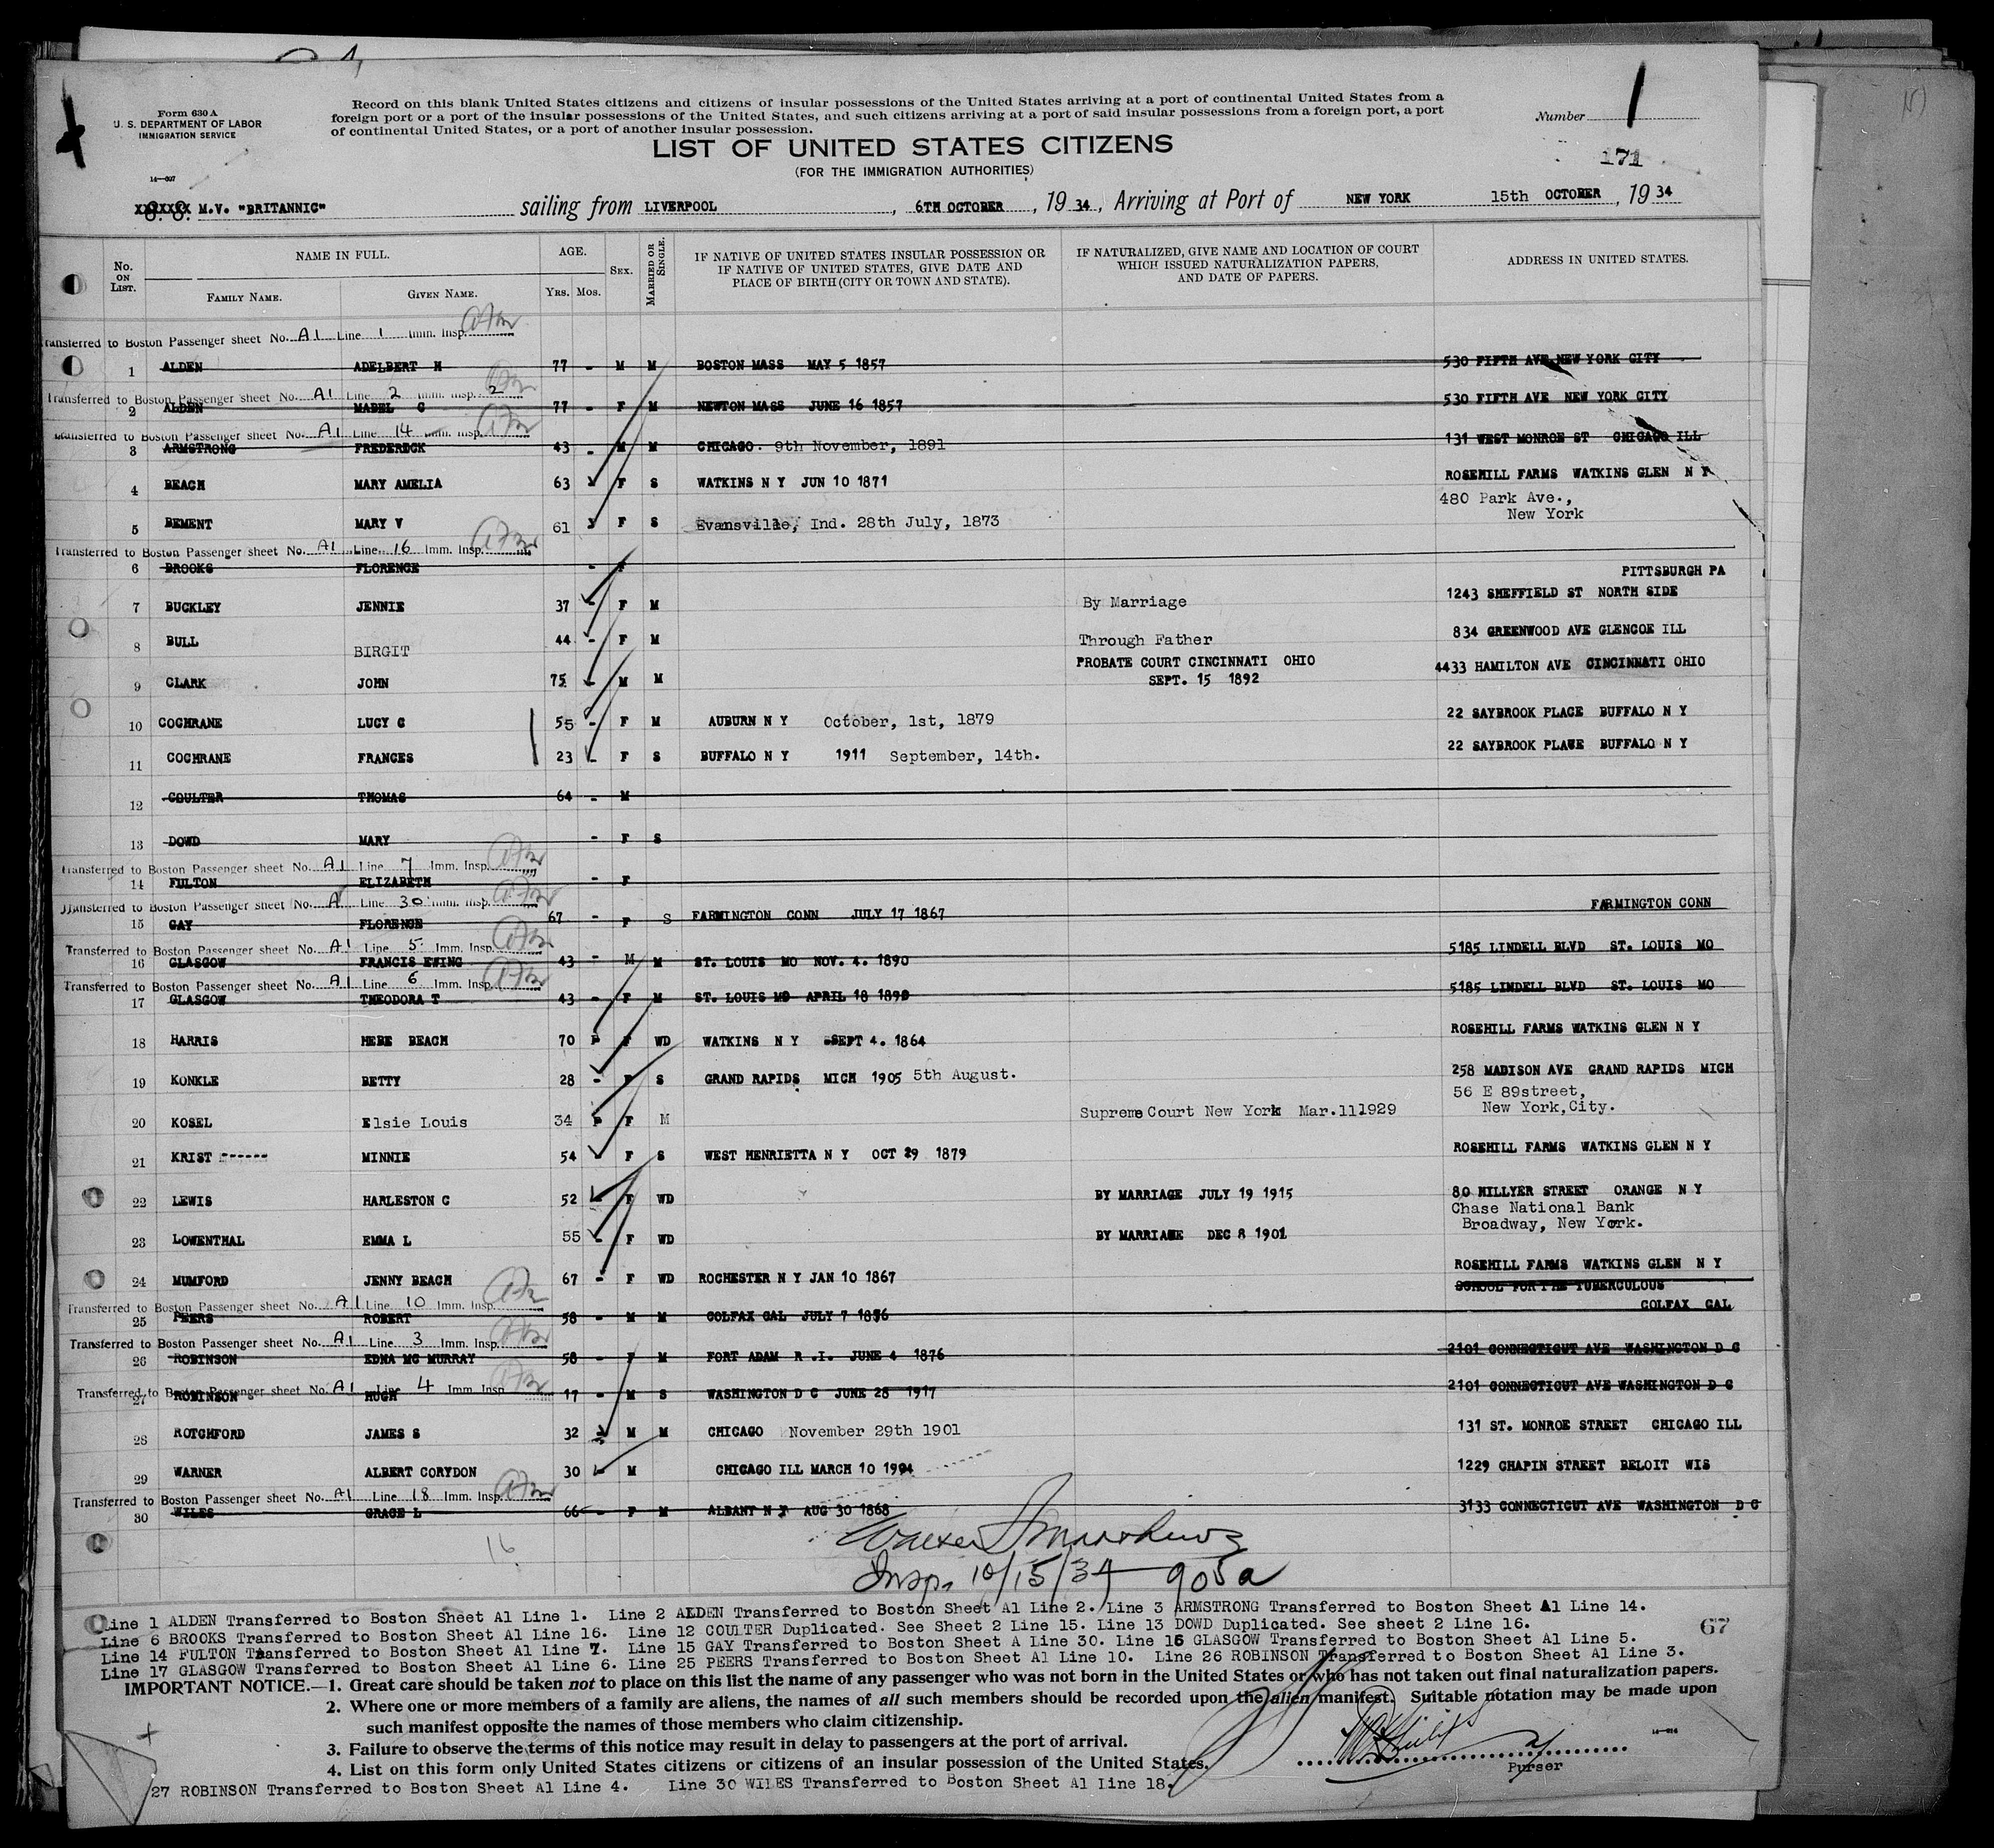 Form 630 A
U. S. DEPARTMENT OF LABOR
IMMIGRATION SERVICE
14—007
Record on this blank United States citizens and citizens of insular possessions of the United States arriving at a port of continental United States from a
foreign port or a port of the insular possessions of the United States, and such citizens arriving at a port of said insular possessions from a foreign port, a port
of continental United States, or a port of another insular possession.
Number 1
171
LIST OF UNITED STATES CITIZENS
(FOR THE IMMIGRATION AUTHORITIES)
S. S. M.V. "BRITANNIC" sailing from LIVERPOOL, 6TH OCTOBER, 19 34, Arriving at Port of NEW YORK 15th OCTOBER, 19 34
No. ON LIST. NAME IN FULL. FAMILY NAME. GIVEN NAME. AGE. Yrs. Mos. SEX. MARRIED OR SINGLE. IF NATIVE OF UNITED STATES INSULAR POSSESSION OR IF NATIVE OF UNITED STATES, GIVE DATE AND PLACE OF BIRTH (CITY OR TOWN AND STATE). IF NATURALIZED, GIVE NAME AND LOCATION OF COURT WHICH ISSUED NATURALIZATION PAPERS, AND DATE OF PAPERS. ADDRESS IN UNITED STATES.
Transferred to Boston Passenger sheet No. A1 Line 1 Imm. Insp.
1 ALDEN ADELBERT H 77 - M M BOSTON MASS MAY 5 1857 530 FIFTH AVE NEW YORK CITY
Transferred to Boston Passenger sheet No. A1 Line 2 Imm. Insp. 2
2 ALDEN MABEL C 77 - F M NEWTON MASS JUNE 16 1857 530 FIFTH AVE NEW YORK CITY
Transferred to Boston Passenger sheet No. A1 Line 14 Imm. Insp.
3 ARMSTRONG FREDERICK 43 - M M CHICAGO. 9th November, 1891 131 WEST MONROE ST CHICAGO ILL
4 BEACH MARY AMELIA 63 F S WATKINS N Y JUN 10 1871 ROSEHILL FARMS WATKINS GLEN N Y
5 BEMENT MARY V 61 F S Evansville, Ind. 28th July, 1873 480 Park Ave., New York
Transferred to Boston Passenger sheet No. A1 Line 16 Imm. Insp.
6 BROOKS FLORENCE - F
7 BUCKLEY JENNIE 37 - F M By Marriage PITTSBURGH PA 1243 SHEFFIELD ST NORTH SIDE
8 BULL BIRGIT 44 - F M Through Father 834 GREENWOOD AVE GLENCOE ILL
9 CLARK JOHN 75 - M M PROBATE COURT CINCINNATI OHIO SEPT. 15 1892 4433 HAMILTON AVE CINCINNATI OHIO
10 COCHRANE LUCY C 55 - F M AUBURN N Y October, 1st, 1879 22 SAYBROOK PLACE BUFFALO N Y
11 COCHRANE FRANCES 23 - F S BUFFALO N Y 1911 September, 14th. 22 SAYBROOK PLACE BUFFALO N Y
12 COULTER THOMAS 64 - M
13 DOWD MARY - F S
Transferred to Boston Passenger sheet No. A1 Line 7 Imm. Insp.
14 FULTON ELIZABETH - F
Transferred to Boston Passenger sheet No. A Line 30 Imm. Insp.
15 GAY FLORENCE 67 - F S FARMINGTON CONN JULY 17 1867 FARMINGTON CONN
Transferred to Boston Passenger sheet No. A1 Line 5 Imm. Insp.
16 GLASGOW FRANCIS EWING 43 - M M ST. LOUIS MO NOV. 4. 1890 5185 LINDELL BLVD ST. LOUIS MO
Transferred to Boston Passenger sheet No. A1 Line 6 Imm. Insp.
17 GLASGOW THEODORA T 43 - F M ST. LOUIS MO APRIL 18 1890 5185 LINDELL BLVD ST. LOUIS MO
18 HARRIS HEBE BEACH 70 F WD WATKINS N Y SEPT 4. 1864 ROSEHILL FARMS WATKINS GLEN N Y
19 KONKLE BETTY 28 - F S GRAND RAPIDS MICH 1905 5th August. 258 MADISON AVE GRAND RAPIDS MICH
20 KOSEL Elsie Louis 34 F M Supreme Court New York Mar.111929 56 E 89street, New York, City.
21 KRIST ------ MINNIE 54 - F S WEST HENRIETTA N Y OCT 29 1879 ROSEHILL FARMS WATKINS GLEN N Y
22 LEWIS HARLESTON C 52 - F WD BY MARRIAGE JULY 19 1915 80 HILLYER STREET ORANGE N Y
23 LOWENTHAL EMMA L 55 - F WD BY MARRIAGE DEC 8 1901 Chase National Bank Broadway, New York.
24 MUMFORD JENNY BEACH 67 - F WD ROCHESTER N Y JAN 10 1867 ROSEHILL FARMS WATKINS GLEN N Y
Transferred to Boston Passenger sheet No. A1 Line 10 Imm. Insp.
25 PEERS ROBERT 58 - M M COLFAX CAL JULY 7 1876 SCHOOL FOR THE TUBERCULOUS COLFAX CAL
Transferred to Boston Passenger sheet No. A1 Line 3 Imm. Insp.
26 ROBINSON EDNA MC MURRAY 58 - F M FORT ADAM R.I. JUNE 4 1876 2101 CONNECTICUT AVE WASHINGTON D C
Transferred to Boston Passenger sheet No. A1 Line 4 Imm. Insp
27 ROBINSON HUGH 17 - M S WASHINGTON D C JUNE 28 1917 2101 CONNECTICUT AVE WASHINGTON D C
28 ROTCHFORD JAMES S 32 M M CHICAGO November 29th 1901 131 ST. MONROE STREET CHICAGO ILL
29 WARNER ALBERT CORYDON 30 - M CHICAGO ILL MARCH 10 1904 1229 CHAPIN STREET BELOIT WIS
Transferred to Boston Passenger sheet No. A1 Line 18 Imm. Insp.
30 WILES GRACE L 66 - F M ALBANY N Y AUG 30 1868 3133 CONNECTICUT AVE WASHINGTON D C
16
Insp. 10/15/34 905a
Line 1 ALDEN Transferred to Boston Sheet A1 Line 1. Line 2 ALDEN Transferred to Boston Sheet A1 Line 2. Line 3 ARMSTRONG Transferred to Boston Sheet A1 Line 14.
Line 6 BROOKS Transferred to Boston Sheet A1 Line 16. Line 12 COULTER Duplicated. See Sheet 2 Line 15. Line 13 DOWD Duplicated. See sheet 2 Line 16.
67
Line 14 FULTON Transferred to Boston Sheet A1 Line 7. Line 15 GAY Transferred to Boston Sheet A Line 30. Line 16 GLASGOW Transferred to Boston Sheet A1 Line 5.
Line 17 GLASGOW Transferred to Boston Sheet A1 Line 6. Line 25 PEERS Transferred to Boston Sheet A1 Line 10. Line 26 ROBINSON Transferred to Boston Sheet A1 Line 3.
IMPORTANT NOTICE.—1. Great care should be taken not to place on this list the name of any passenger who was not born in the United States or who has not taken out final naturalization papers.
2. Where one or more members of a family are aliens, the names of all such members should be recorded upon the alien manifest. Suitable notation may be made upon
such manifest opposite the names of those members who claim citizenship.
3. Failure to observe the terms of this notice may result in delay to passengers at the port of arrival.
4. List on this form only United States citizens or citizens of an insular possession of the United States.
14—014
Purser
27 ROBINSON Transferred to Boston Sheet A1 Line 4. Line 30 WILES Transferred to Boston Sheet A1 Line 18.